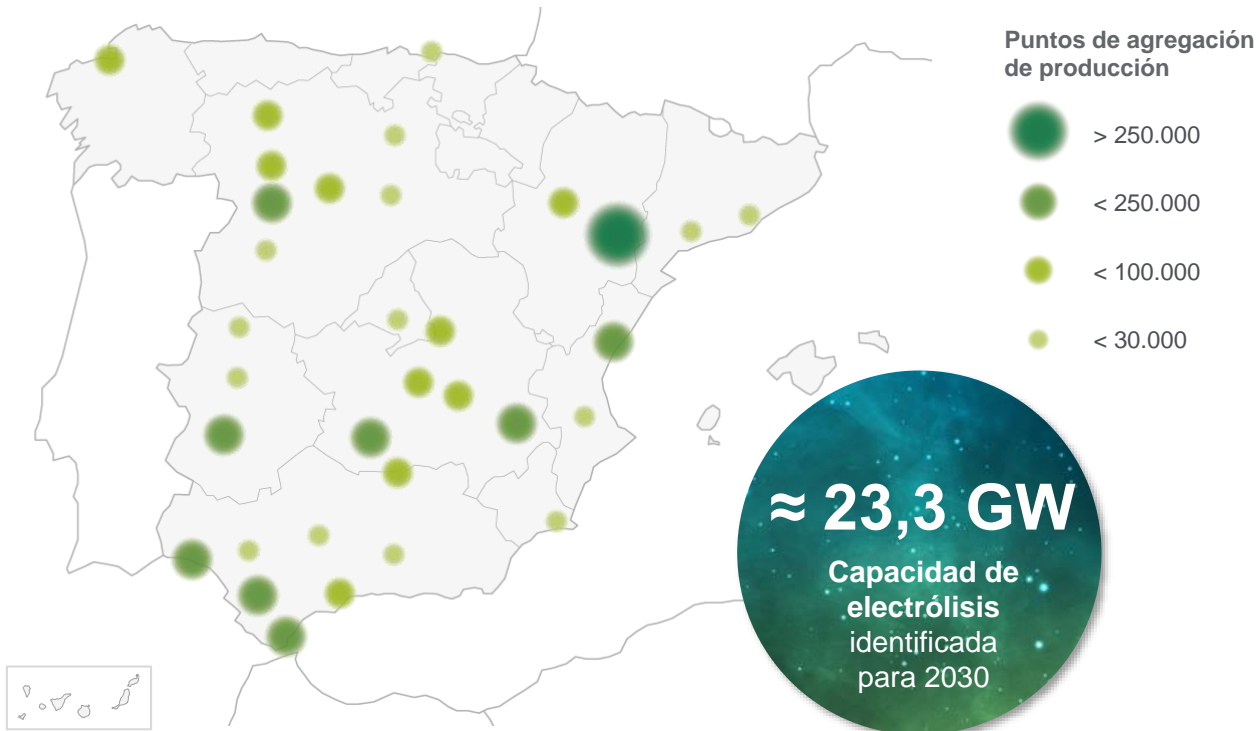 Puntos de agregación
de producción
> 250.000
< 250.000
< 100.000
< 30.000
≈ 23,3 GW
Capacidad de
electrólisis
identificada
para 2030